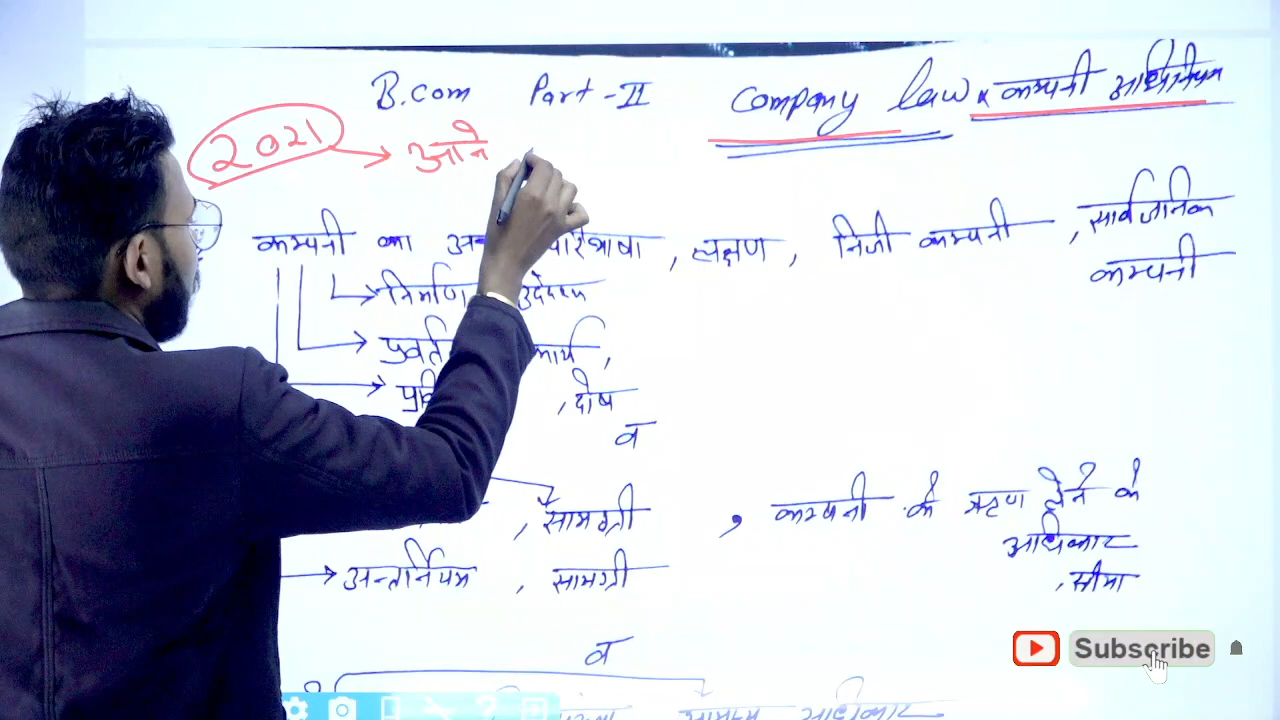 B.com Part-II Company law, कम्पनी अधिनियम
2021 आने
कम्पनी का परिभाषा, लक्षण, निजी कम्पनी, सार्वजनिक
कम्पनी
निर्माण उद्देश्य
कार्य,
, दोष
व
, सामग्री , कम्पनी के ऋण लेने के
अधिकार
, सीमा
अन्तर्नियम , सामग्री
व
Subscribe